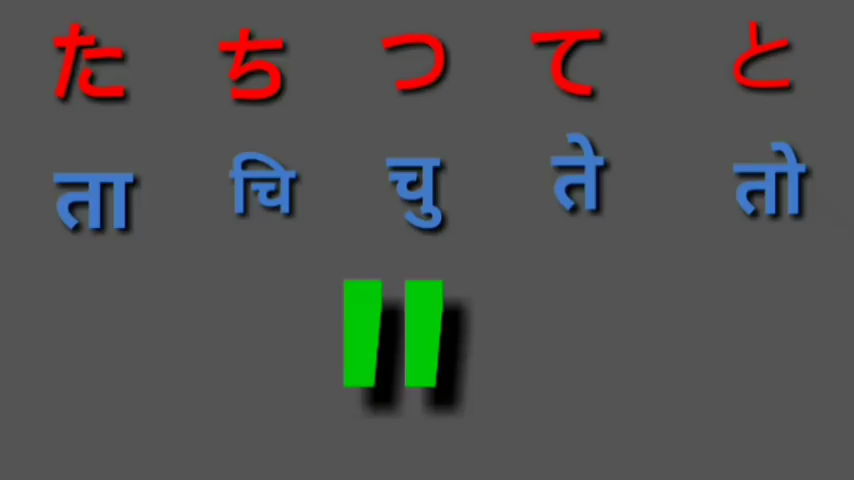 た ち つ て と
ता चि चु ते तो
"